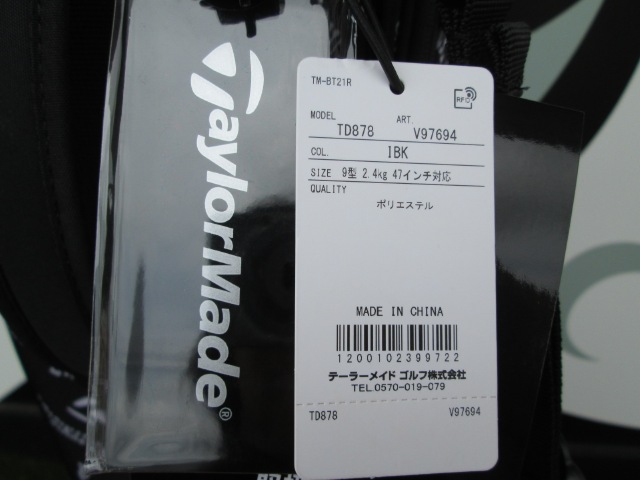 TaylorMade®
TM-BT21R
RF
MODEL TD878 ART. V97694
COL. IBK
SIZE 9型 2.4kg 47インチ対応
QUALITY
ポリエステル
MADE IN CHINA
1200102399722
テーラーメイド ゴルフ株式会社
TEL.0570-019-079
TD878 V97694